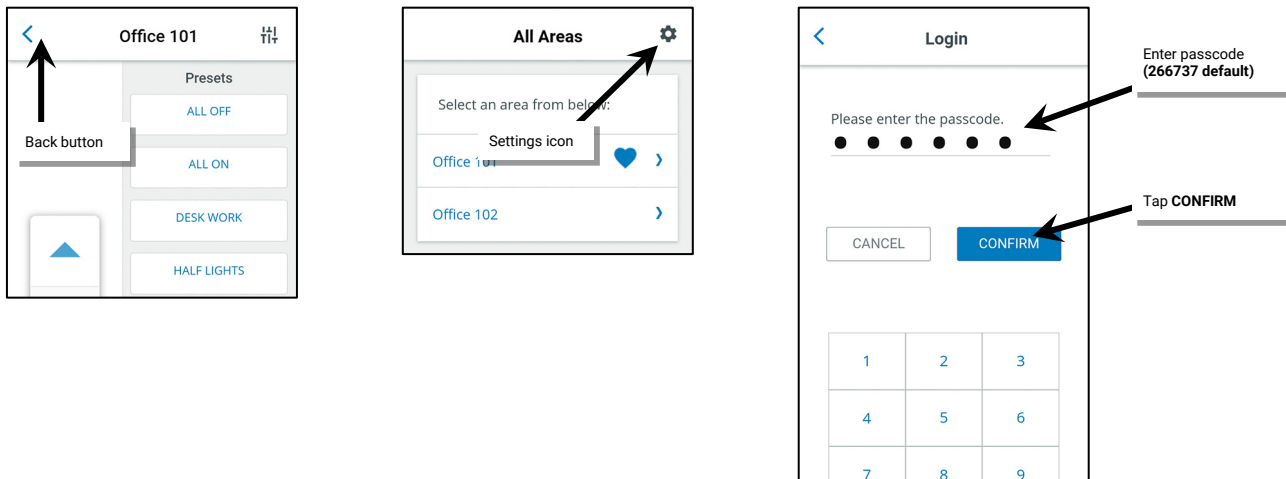 Office 101
Presets
ALL OFF
Back button
ALL ON
DESK WORK
HALF LIGHTS
All Areas
Select an area from below:
Settings icon
Office 101
Office 102
Login
Enter passcode
(266737 default)
Please enter the passcode.
Tap CONFIRM
CANCEL
CONFIRM
1 2 3
4 5 6
7 8 9